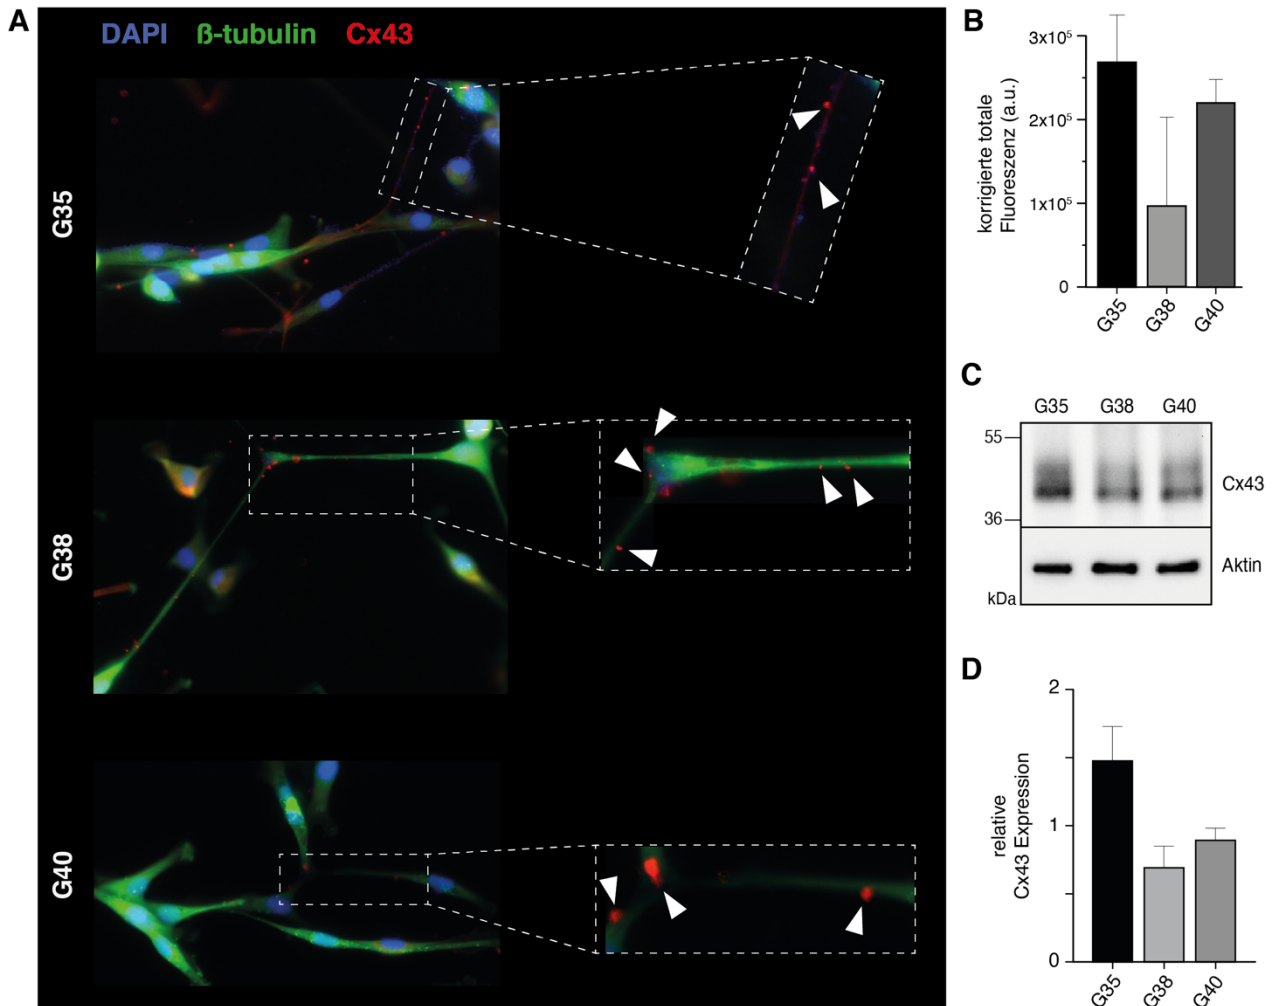 A
DAPI ß-tubulin Cx43
G35
G38
G40
B
korrigierte totale
Fluoreszenz (a.u.)
3x10⁵
2x10⁵
1x10⁵
0
G35 G38 G40
C
G35 G38 G40
55
Cx43
36
Aktin
kDa
D
relative
Cx43 Expression
2
1
0
G35 G38 G40